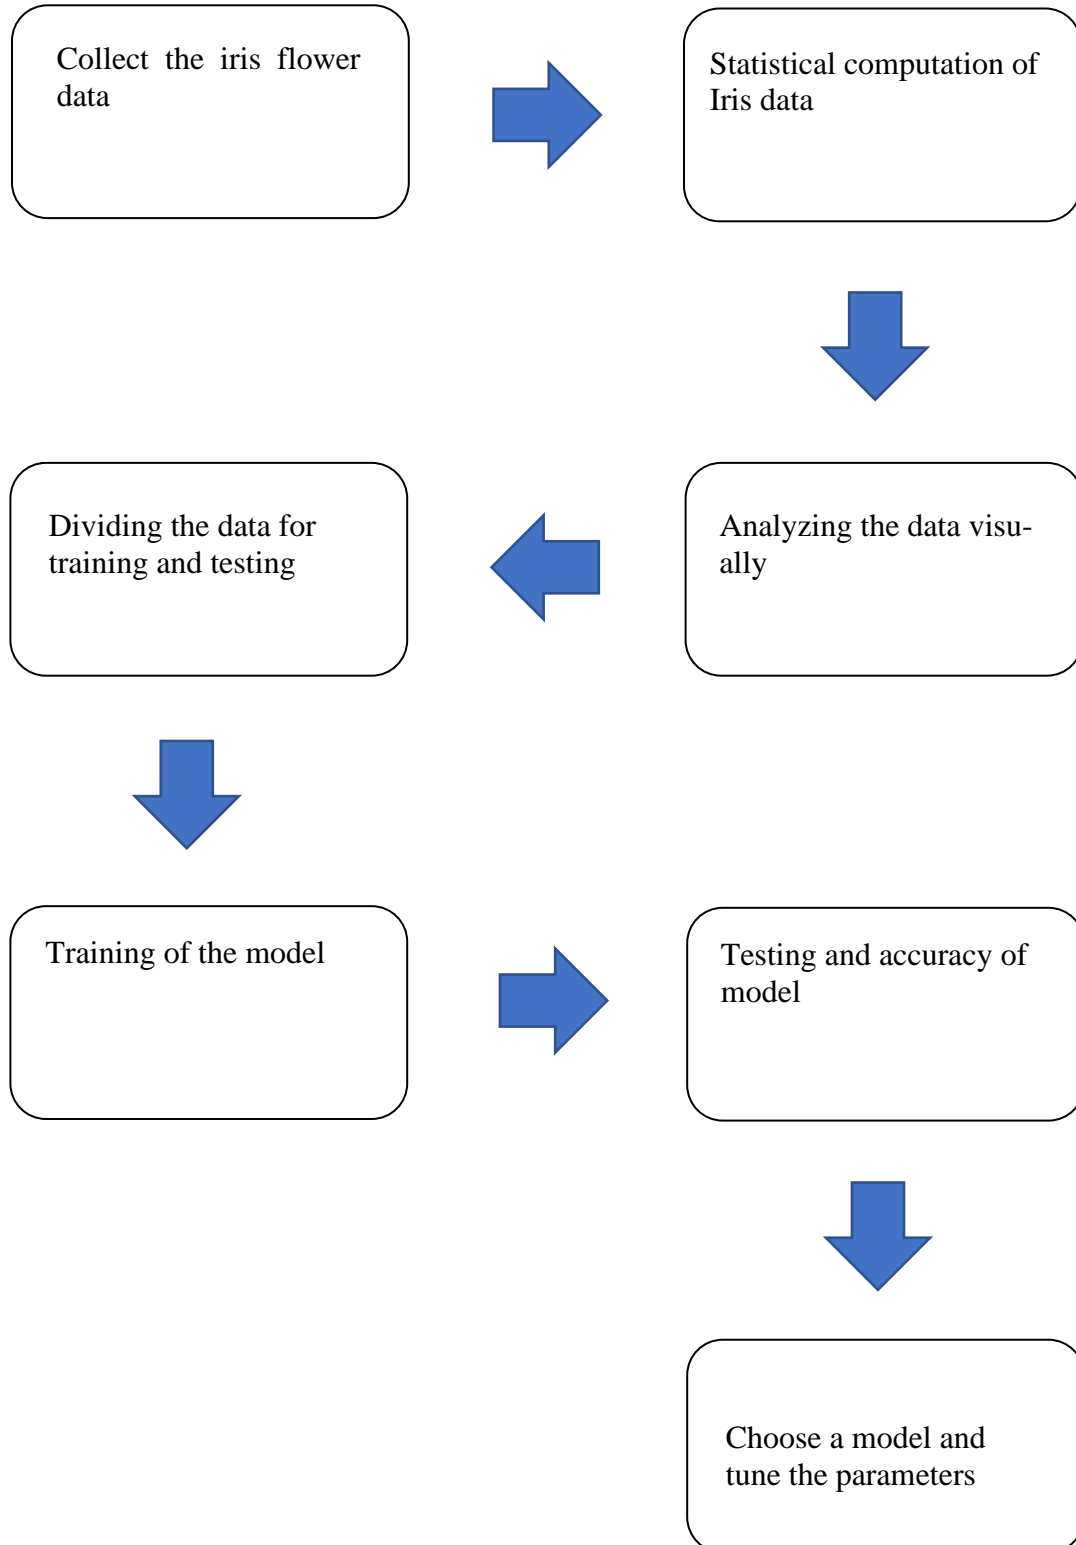 Collect the iris flower
data
Statistical computation of
Iris data
Analyzing the data visu-
ally
Dividing the data for
training and testing
Training of the model
Testing and accuracy of
model
Choose a model and
tune the parameters